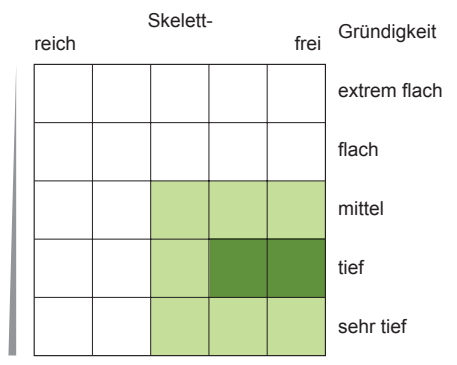 Skelett-
reich
frei
Gründigkeit
extrem flach
flach
mittel
tief
sehr tief